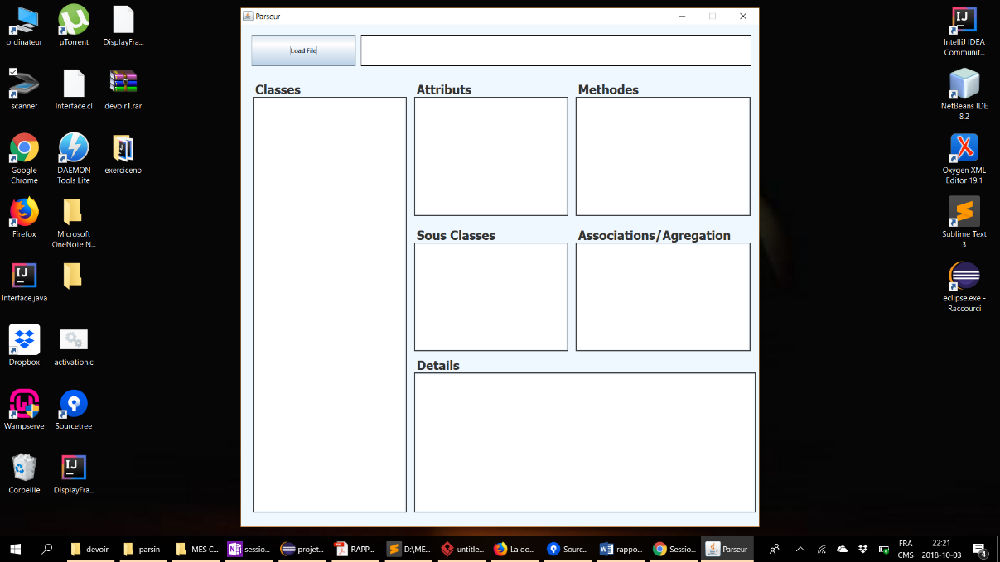 Parseur
Load File
Classes
Attributs
Methodes
Sous Classes
Associations/Agregation
Details
ordinateur
µTorrent
DisplayFra...
scanner
Interface.cl
devoir1.rar
Google
Chrome
DAEMON
Tools Lite
exerciceno
Firefox
Microsoft
OneNote N...
Interface.java
Dropbox
activation.c
Wampserve
Sourcetree
Corbeille
DisplayFra...
IntelliJ IDEA
Communit...
NetBeans IDE
8.2
Oxygen XML
Editor 19.1
Sublime Text
3
eclipse.exe -
Raccourci
devoir
parsin
MES C...
sessio...
projet...
RAPP...
D:\ME...
untitle...
La do...
Sourc...
rappo...
Sessio...
Parseur
FRA
CMS
22:21
2018-10-03
4